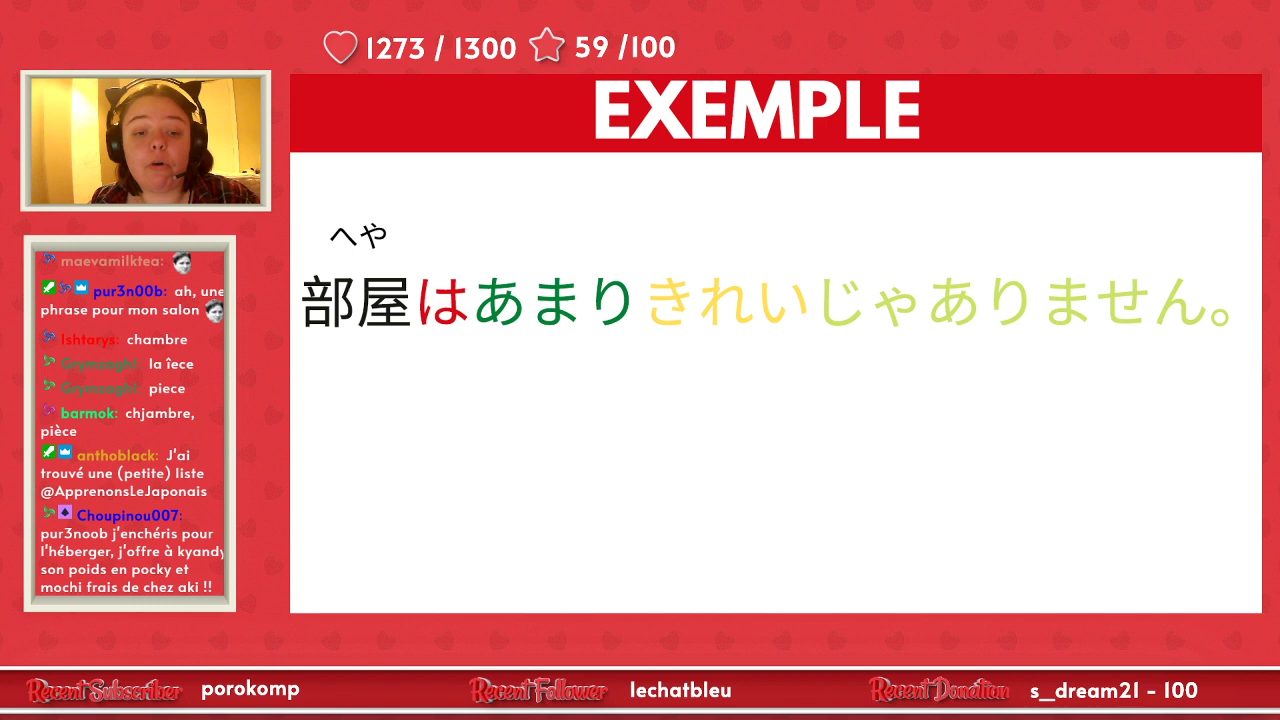 1273 / 1300 59 /100
EXEMPLE
へや
部屋はあまりきれいじゃありません。
maevamilktea:
pur3n00b: ah, une
phrase pour mon salon
Ishtarys: chambre
Grymzaghl: la îece
Grymzaghl: piece
barmok: chjambre,
pièce
anthoblack: J'ai
trouvé une (petite) liste
@ApprenonsLeJaponais
Choupinou007:
pur3noob j'enchéris pour
l'héberger, j'offre à kyandy
son poids en pocky et
mochi frais de chez aki !!
Recent Subscriber porokomp
Recent Follower lechatbleu
Recent Donation s_dream21 - 100